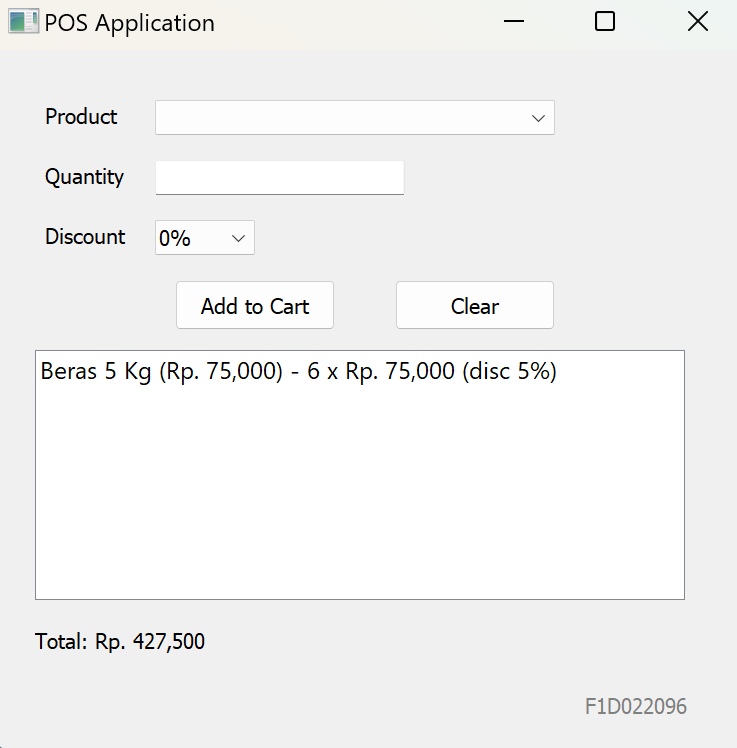 POS Application
Product
Quantity
Discount 0%
Add to Cart Clear
Beras 5 Kg (Rp. 75,000) - 6 x Rp. 75,000 (disc 5%)
Total: Rp. 427,500
F1D022096